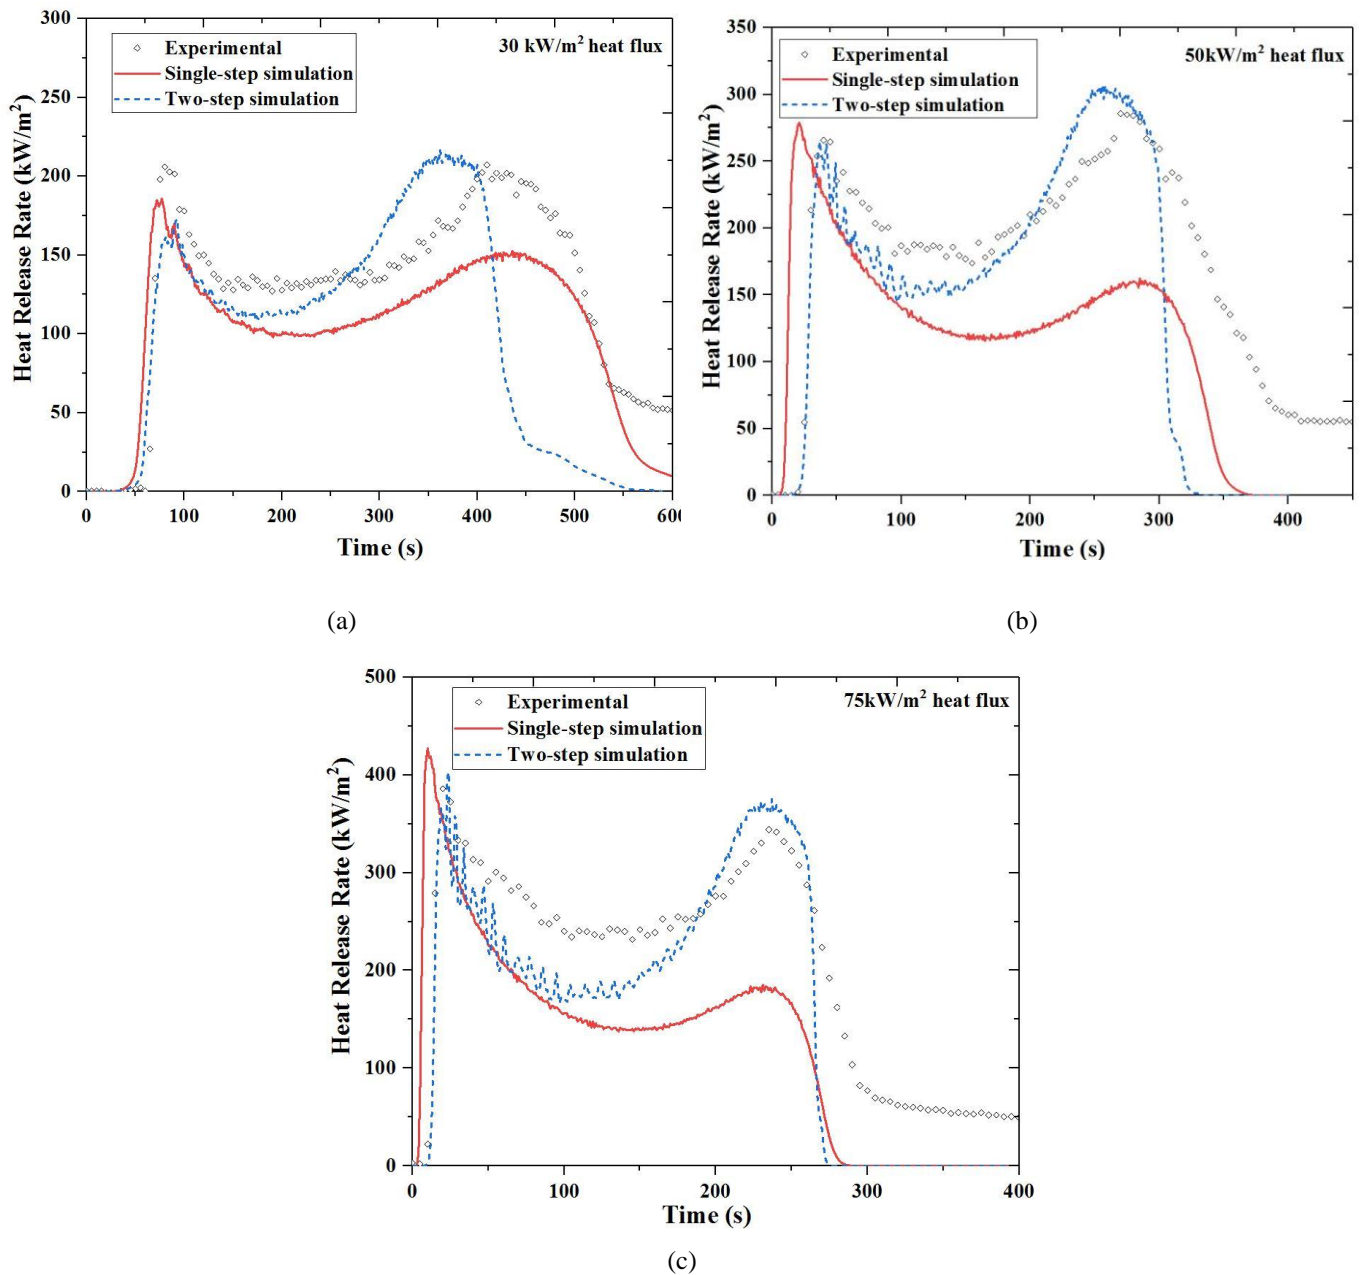 300
250
200
150
100
50
0
Heat Release Rate (kW/m²)
Experimental
Single-step simulation
Two-step simulation
30 kW/m² heat flux
0 100 200 300 400 500 600
Time (s)
(a)
350
300
250
200
150
100
50
0
Heat Release Rate (kW/m²)
Experimental
Single-step simulation
Two-step simulation
50kW/m² heat flux
0 100 200 300 400
Time (s)
(b)
500
400
300
200
100
0
Heat Release Rate (kW/m²)
Experimental
Single-step simulation
Two-step simulation
75kW/m² heat flux
0 100 200 300 400
Time (s)
(c)